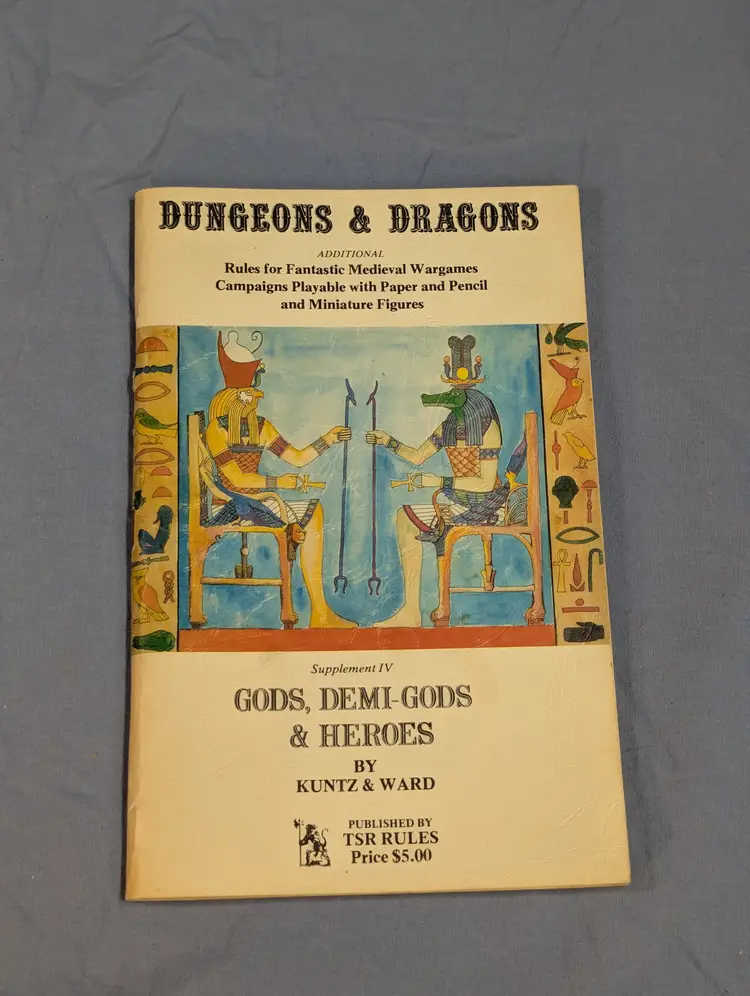 DUNGEONS & DRAGONS
ADDITIONAL
Rules for Fantastic Medieval Wargames
Campaigns Playable with Paper and Pencil
and Miniature Figures
Supplement IV
GODS, DEMI-GODS
& HEROES
BY
KUNTZ & WARD
PUBLISHED BY
TSR RULES
Price $5.00